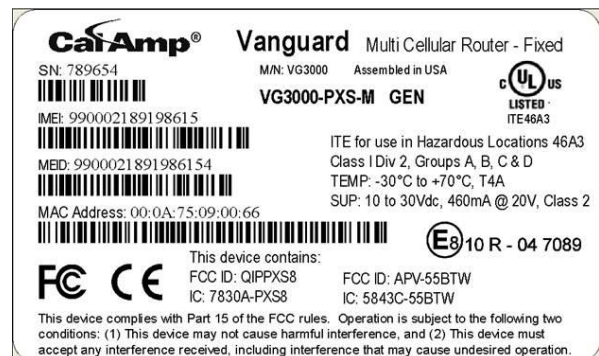 CalAmp® Vanguard Multi Cellular Router - Fixed
SN: 789654 M/N: VG3000 Assembled in USA
VG3000-PXS-M GEN
C UL US
LISTED
ITE46A3
IMEI: 990002189198615
ITE for use in Hazardous Locations 46A3
MEID: 9900021891986154
Class I Div 2, Groups A, B, C & D
TEMP: -30°C to +70°C, T4A
SUP: 10 to 30Vdc, 460mA @ 20V, Class 2
MAC Address: 00:0A:75:09:00:66
E8 10 R - 04 7089
FC CE
This device contains:
FCC ID: QIPPXS8 FCC ID: APV-55BTW
IC: 7830A-PXS8 IC: 5843C-55BTW
This device complies with Part 15 of the FCC rules. Operation is subject to the following two
conditions: (1) This device may not cause harmful interference, and (2) This device must
accept any interference received, including interference that may cause undesired operation.